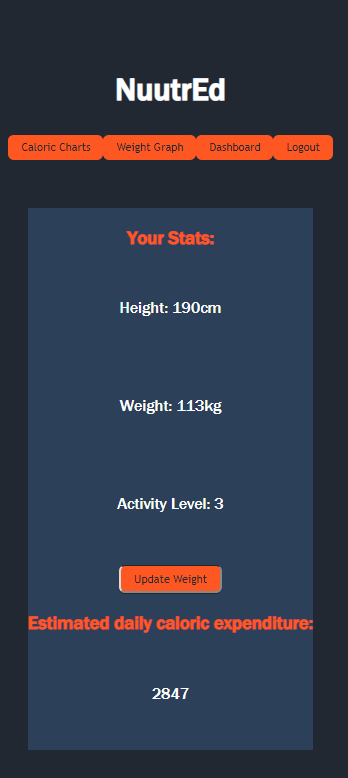 NuutrEd
Caloric Charts Weight Graph Dashboard Logout
Your Stats:
Height: 190cm
Weight: 113kg
Activity Level: 3
Update Weight
Estimated daily caloric expenditure:
2847